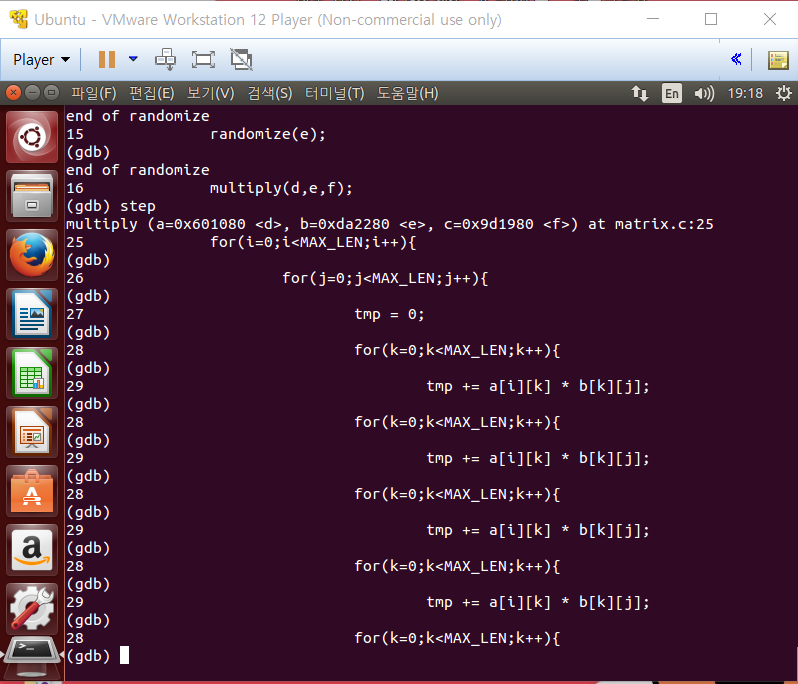 Ubuntu - VMware Workstation 12 Player (Non-commercial use only)
Player
파일(F) 편집(E) 보기(V) 검색(S) 터미널(T) 도움말(H) En 19:18
end of randomize
15 randomize(e);
(gdb)
end of randomize
16 multiply(d,e,f);
(gdb) step
multiply (a=0x601080 <d>, b=0xda2280 <e>, c=0x9d1980 <f>) at matrix.c:25
25 for(i=0;i<MAX_LEN;i++){
(gdb)
26 for(j=0;j<MAX_LEN;j++){
(gdb)
27 tmp = 0;
(gdb)
28 for(k=0;k<MAX_LEN;k++){
(gdb)
29 tmp += a[i][k] * b[k][j];
(gdb)
28 for(k=0;k<MAX_LEN;k++){
(gdb)
29 tmp += a[i][k] * b[k][j];
(gdb)
28 for(k=0;k<MAX_LEN;k++){
(gdb)
29 tmp += a[i][k] * b[k][j];
(gdb)
28 for(k=0;k<MAX_LEN;k++){
(gdb)
29 tmp += a[i][k] * b[k][j];
(gdb)
28 for(k=0;k<MAX_LEN;k++){
(gdb)